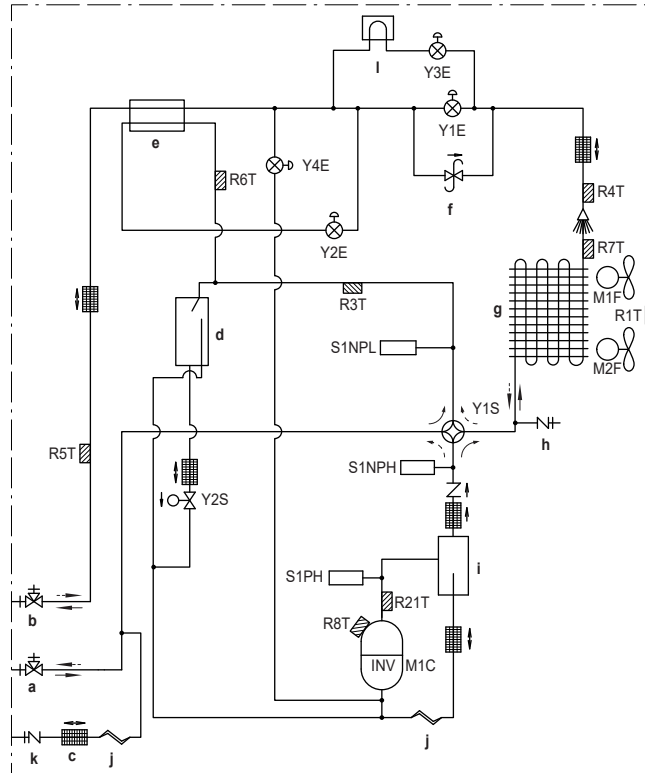 l
Y3E
Y1E
e
R6T
Y4E
f
R4T
Y2E
R7T
R3T
g
M1F
R1T
d
S1NPL
M2F
Y1S
R5T
S1NPH
h
Y2S
S1PH
i
R21T
b
R8T
INV
M1C
a
j
k
c
j